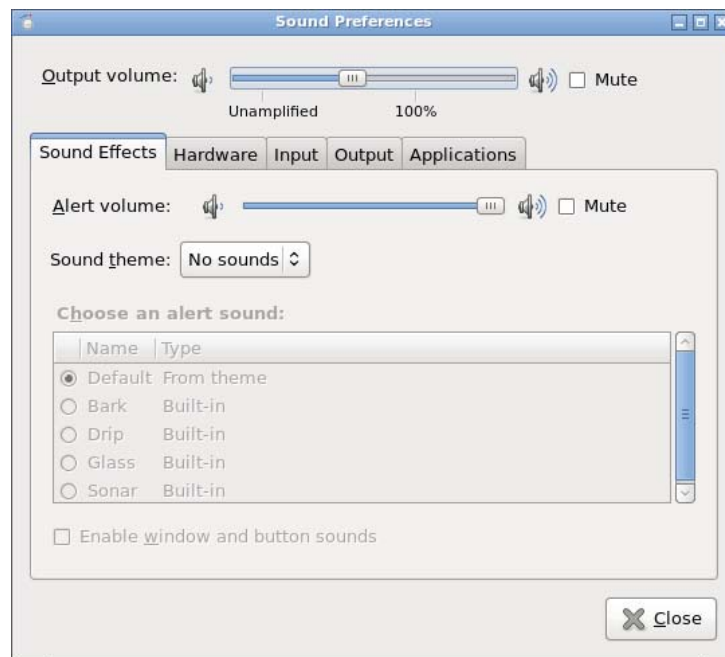 Sound Preferences
Output volume: Mute
Unamplified 100%
Sound Effects Hardware Input Output Applications
Alert volume: Mute
Sound theme: No sounds
Choose an alert sound:
Name Type
Default From theme
Bark Built-in
Drip Built-in
Glass Built-in
Sonar Built-in
Enable window and button sounds
Close